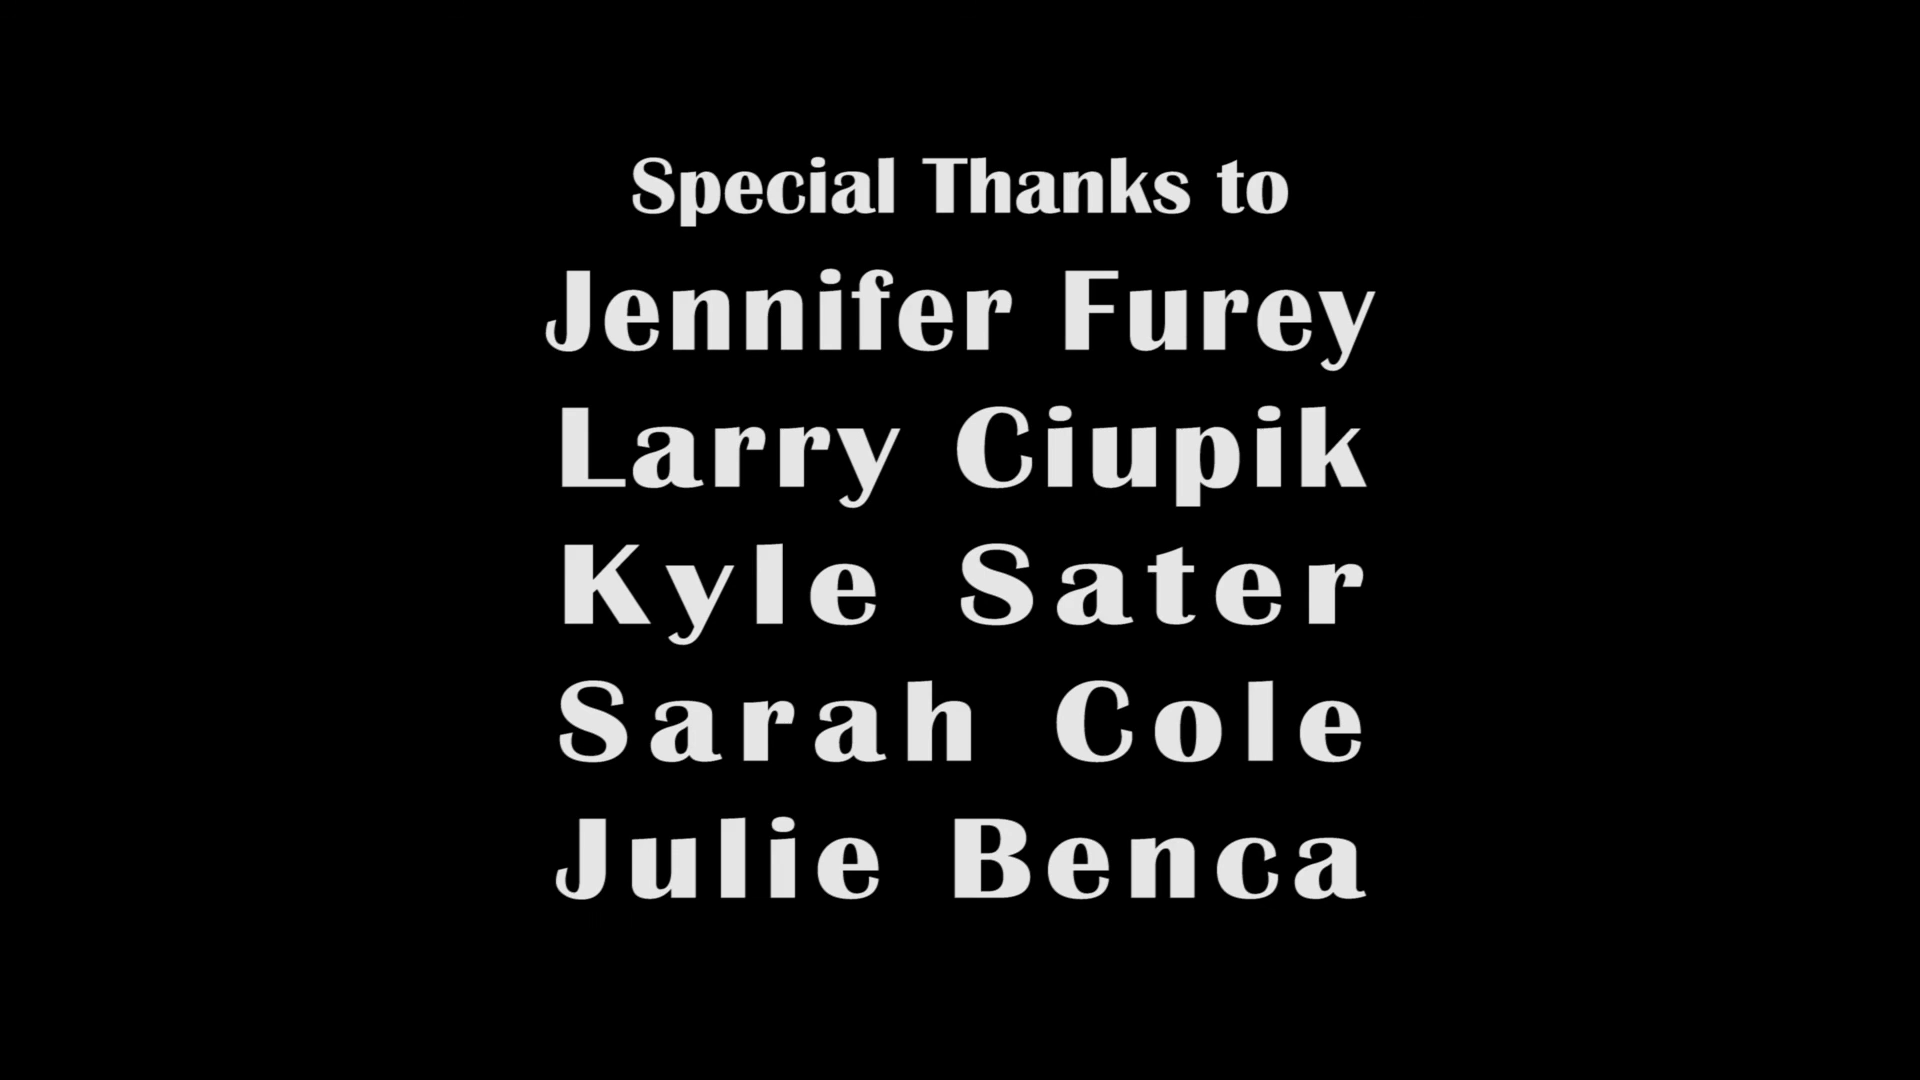 Special Thanks to
Jennifer Furey
Larry Ciupik
Kyle Sater
Sarah Cole
Julie Benca